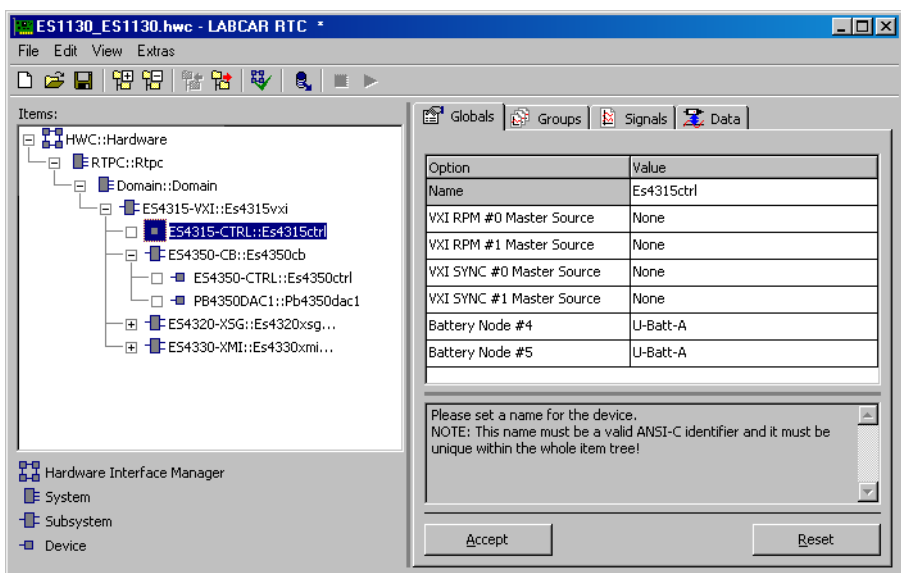 ES1130_ES1130.hwc - LABCAR RTC *
File Edit View Extras
Items:
HWC::Hardware
RTPC::Rtpc
Domain::Domain
ES4315-VXI::Es4315vxi
ES4315-CTRL::Es4315ctrl
ES4350-CB::Es4350cb
ES4350-CTRL::Es4350ctrl
PB4350DAC1::Pb4350dac1
ES4320-XSG::Es4320xsg...
ES4330-XMI::Es4330xmi...
Hardware Interface Manager
System
Subsystem
Device
Globals Groups Signals Data
Option Value
Name Es4315ctrl
VXI RPM #0 Master Source None
VXI RPM #1 Master Source None
VXI SYNC #0 Master Source None
VXI SYNC #1 Master Source None
Battery Node #4 U-Batt-A
Battery Node #5 U-Batt-A
Please set a name for the device.
NOTE: This name must be a valid ANSI-C identifier and it must be
unique within the whole item tree!
Accept Reset